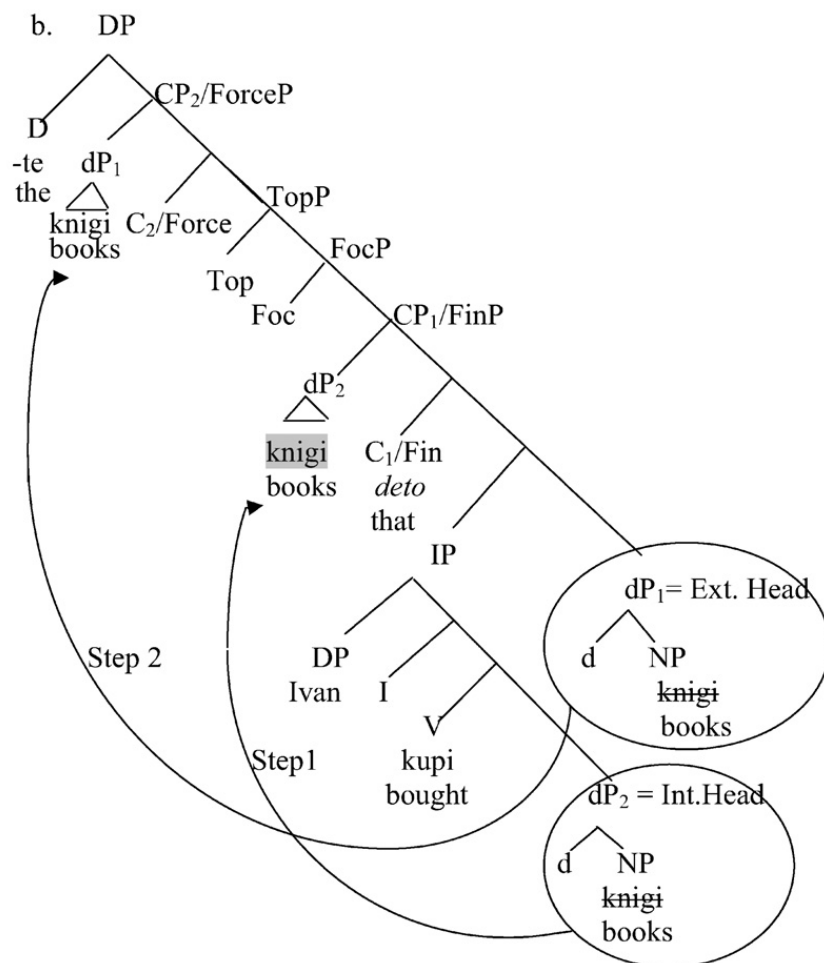 b. DP
CP₂/ForceP
D
-te dP₁
the
knigi C₂/Force TopP
books
Top FocP
Foc CP₁/FinP
dP₂
knigi C₁/Fin
books deto
that
IP
dP₁= Ext. Head
Step 2 DP d NP
Ivan I knigi
V books
Step1 kupi
bought
dP₂ = Int.Head
d NP
knigi
books